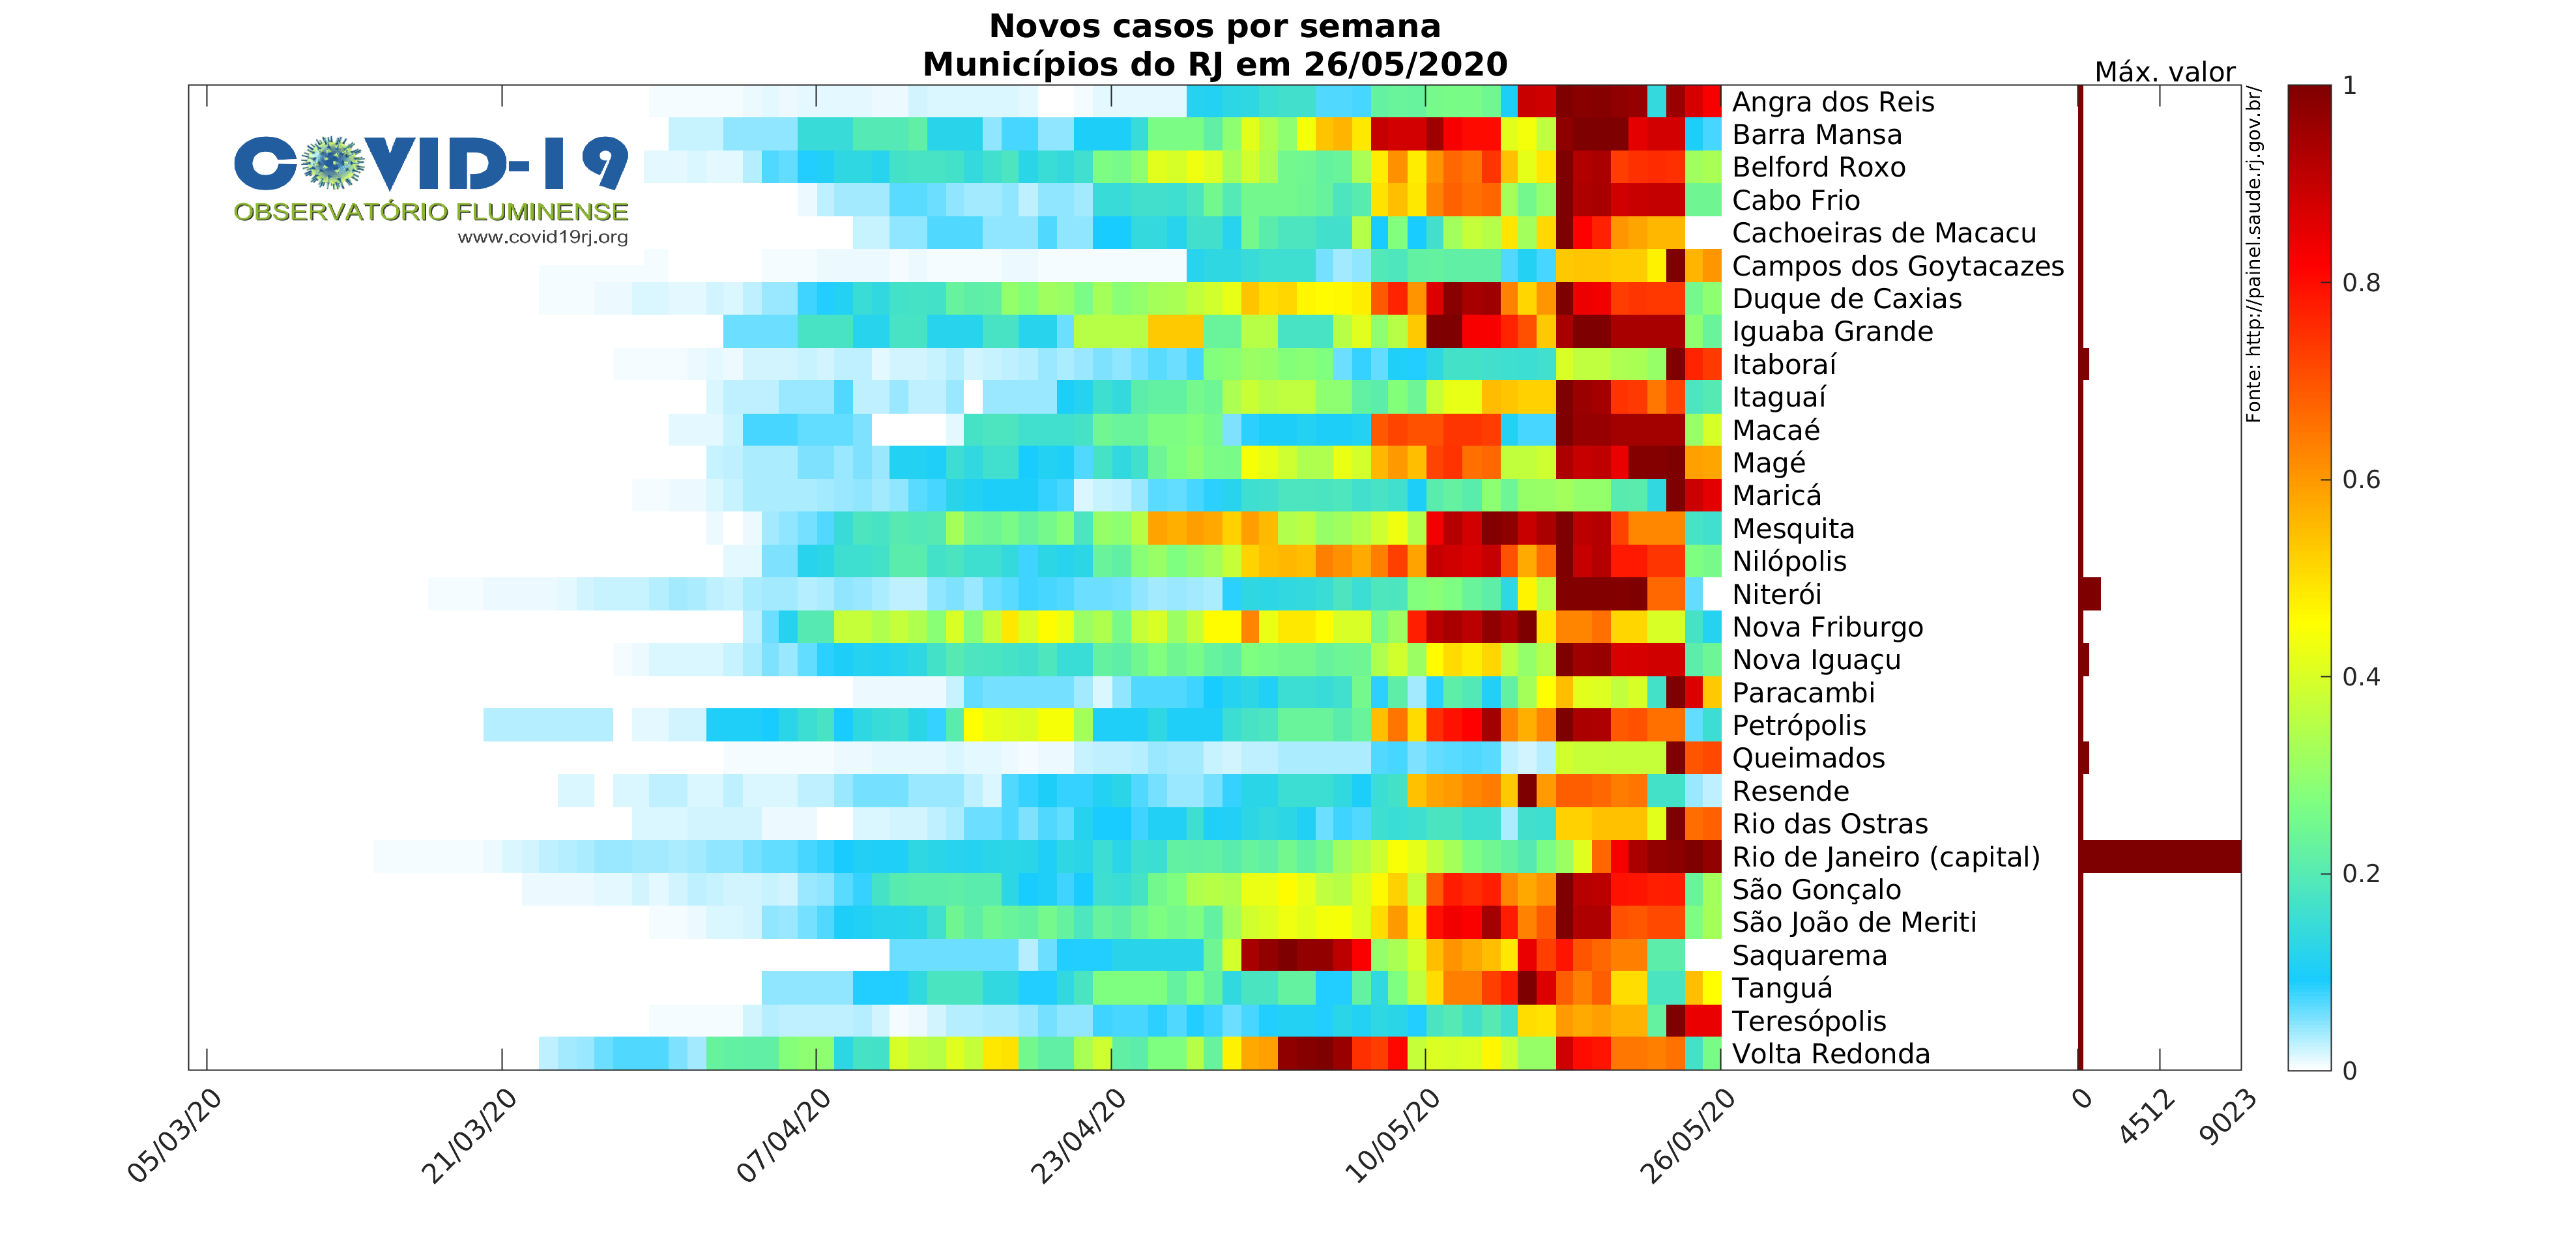 Novos casos por semana
Municípios do RJ em 26/05/2020
Máx. valor
COVID-19
OBSERVATÓRIO FLUMINENSE
www.covid19rj.org
Angra dos Reis
Barra Mansa
Belford Roxo
Cabo Frio
Cachoeiras de Macacu
Campos dos Goytacazes
Duque de Caxias
Iguaba Grande
Itaboraí
Itaguaí
Macaé
Magé
Maricá
Mesquita
Nilópolis
Niterói
Nova Friburgo
Nova Iguaçu
Paracambi
Petrópolis
Queimados
Resende
Rio das Ostras
Rio de Janeiro (capital)
São Gonçalo
São João de Meriti
Saquarema
Tanguá
Teresópolis
Volta Redonda
Fonte: http://painel.saude.rj.gov.br/
1
0.8
0.6
0.4
0.2
0
05/03/20
21/03/20
07/04/20
23/04/20
10/05/20
26/05/20
0
4512
9023